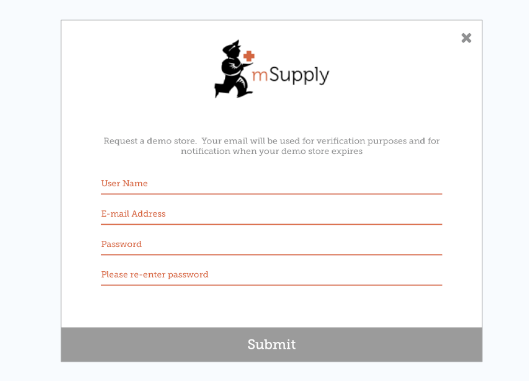 mSupply
Request a demo store. Your email will be used for verification purposes and for
notification when your demo store expires
User Name
E-mail Address
Password
Please re-enter password
Submit